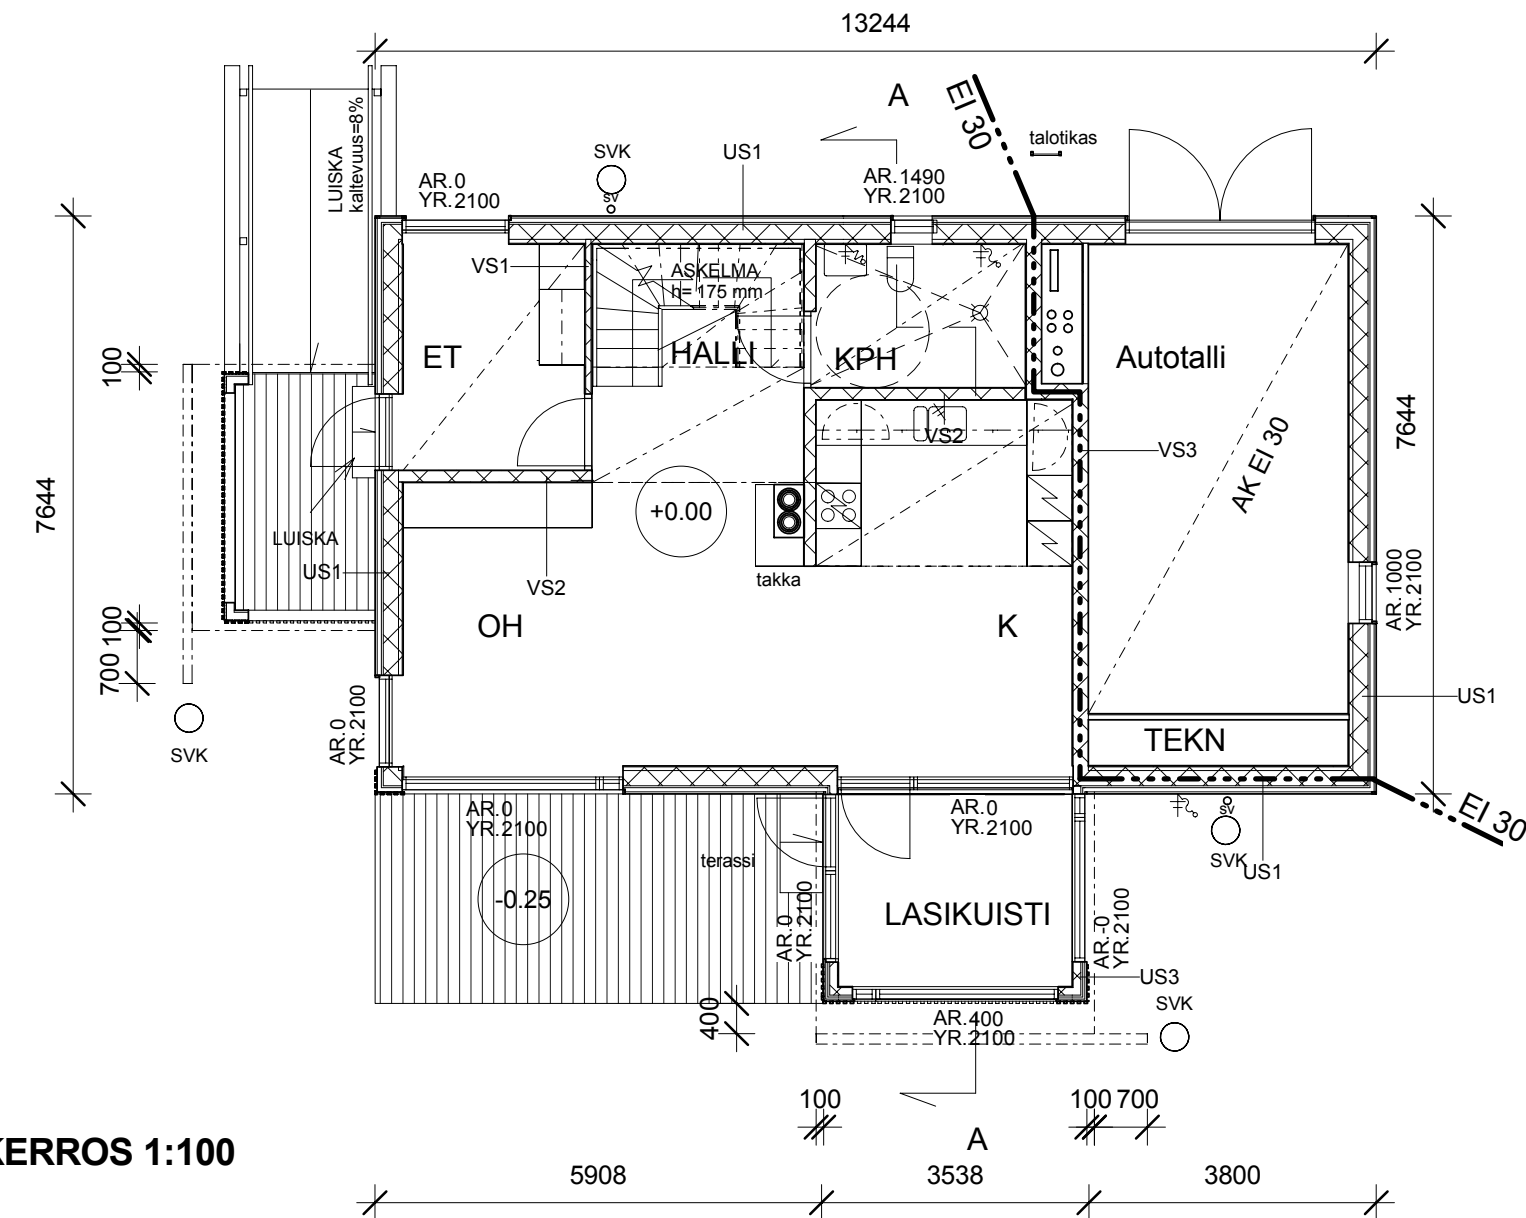 13244
A
EI 30
talotikas
LUISKA
kaltevuus=8%
SVK
sv
US1
AR.0
YR.2100
AR.1490
YR.2100
VS1
ASKELMA
h= 175 mm
ET
HALLI
KPH
Autotalli
100
7644
7644
VS2
VS3
AK EI 30
+0.00
LUISKA
US1
VS2
takka
AR.1000
YR.2100
OH
K
100
700
US1
AR.0
YR.2100
SVK
TEKN
AR.0
YR.2100
AR.0
YR.2100
sv
SVK
US1
EI 30
terassi
-0.25
LASIKUISTI
AR.0
YR.2100
AR.-0
YR.2100
US3
SVK
400
AR.400
YR.2100
100
100 700
A
KERROS 1:100
5908
3538
3800